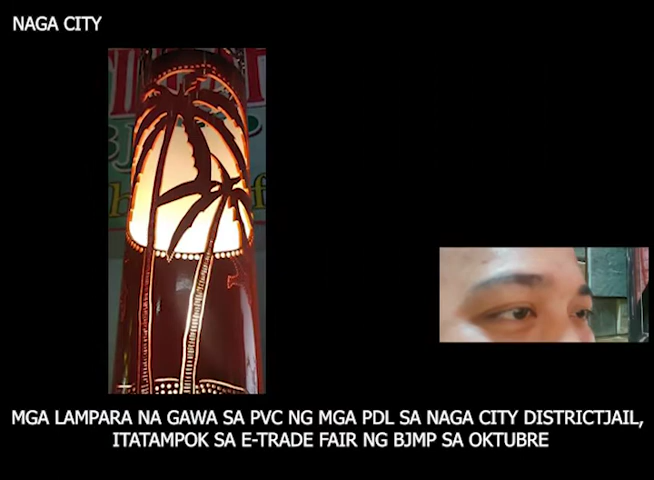 NAGA CITY
MGA LAMPARA NA GAWA SA PVC NG MGA PDL SA NAGA CITY DISTRICTJAIL,
ITATAMPOK SA E-TRADE FAIR NG BJMP SA OKTUBRE